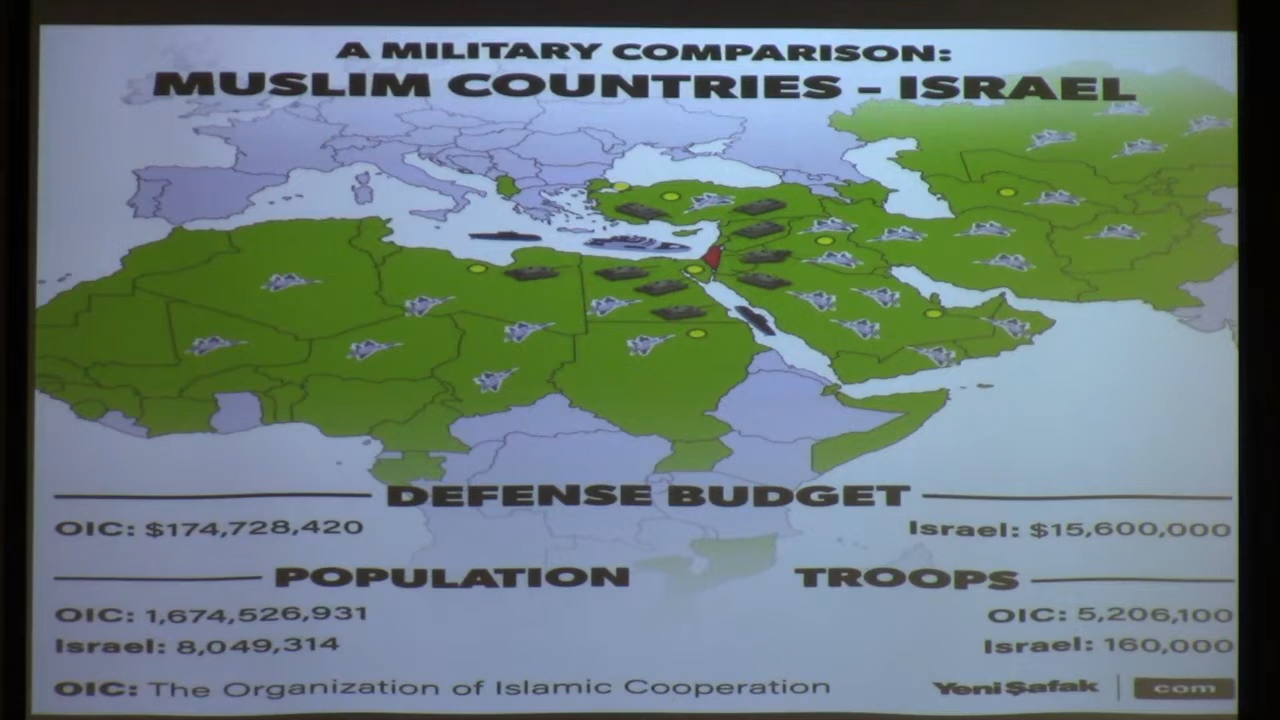 A MILITARY COMPARISON:
MUSLIM COUNTRIES – ISRAEL
DEFENSE BUDGET
OIC: $174,728,420
Israel: $15,600,000
POPULATION
TROOPS
OIC: 1,674,526,931
OIC: 5,206,100
Israel: 8,049,314
Israel: 160,000
OIC: The Organization of Islamic Cooperation
YeniŞafak | com